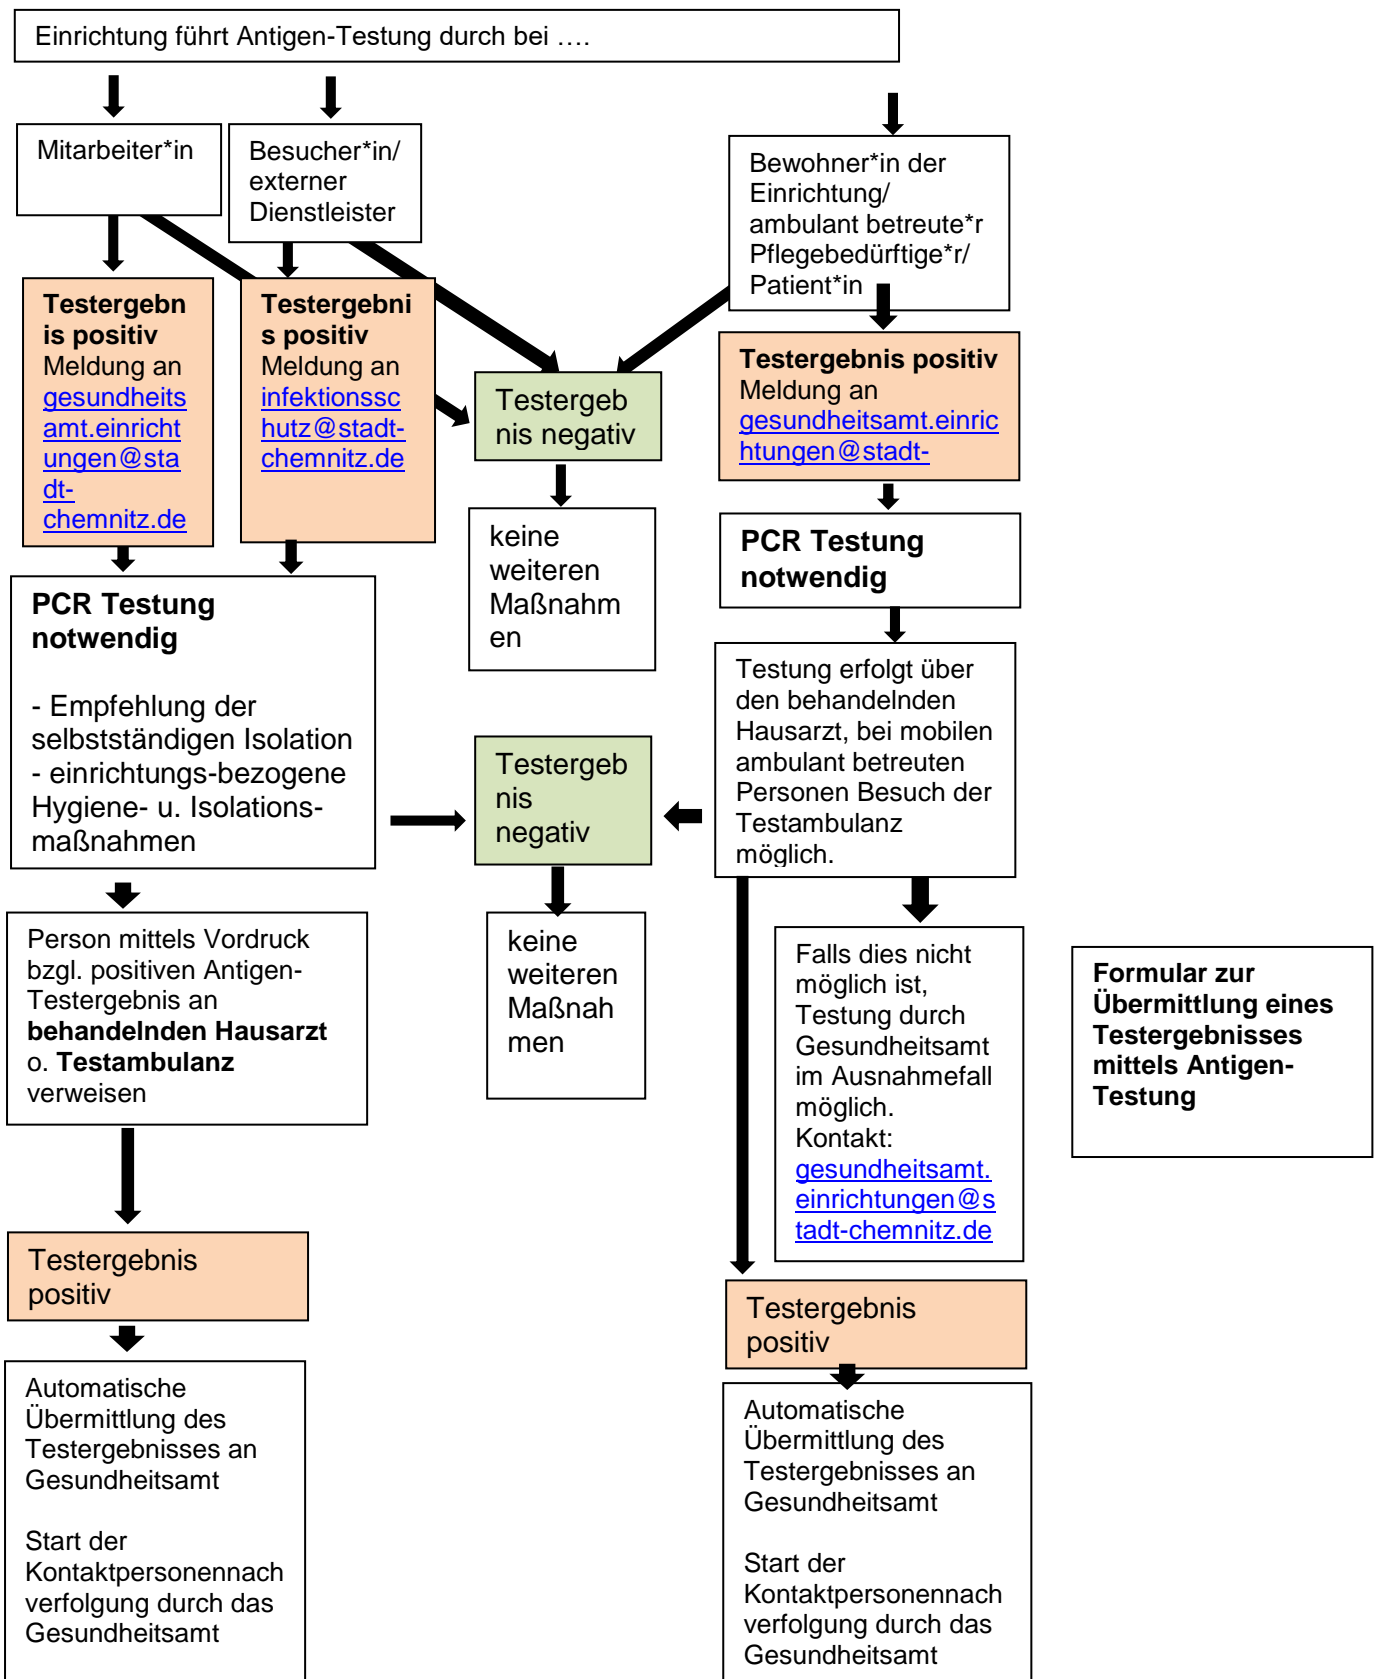 Einrichtung führt Antigen-Testung durch bei ….
Mitarbeiter*in
Besucher*in/
externer
Dienstleister
Bewohner*in der
Einrichtung/
ambulant betreute*r
Pflegebedürftige*r/
Patient*in
Testergebn
is positiv
Meldung an
gesundheits
amt.einricht
ungen@sta
dt-
chemnitz.de
Testergebni
s positiv
Meldung an
infektionssc
hutz@stadt-
chemnitz.de
Testergeb
nis negativ
Testergebnis positiv
Meldung an
gesundheitsamt.einric
htungen@stadt-
keine
weiteren
Maßnahm
en
PCR Testung
notwendig
PCR Testung
notwendig
- Empfehlung der
selbstständigen Isolation
- einrichtungs-bezogene
Hygiene- u. Isolations-
maßnahmen
Testergeb
nis
negativ
Testung erfolgt über
den behandelnden
Hausarzt, bei mobilen
ambulant betreuten
Personen Besuch der
Testambulanz
möglich.
Person mittels Vordruck
bzgl. positiven Antigen-
Testergebnis an
behandelnden Hausarzt
o. Testambulanz
verweisen
keine
weiteren
Maßnah
men
Falls dies nicht
möglich ist,
Testung durch
Gesundheitsamt
im Ausnahmefall
möglich.
Kontakt:
gesundheitsamt.
einrichtungen@s
tadt-chemnitz.de
Formular zur
Übermittlung eines
Testergebnisses
mittels Antigen-
Testung
Testergebnis
positiv
Testergebnis
positiv
Automatische
Übermittlung des
Testergebnisses an
Gesundheitsamt
Start der
Kontaktpersonennach
verfolgung durch das
Gesundheitsamt
Automatische
Übermittlung des
Testergebnisses an
Gesundheitsamt
Start der
Kontaktpersonennach
verfolgung durch das
Gesundheitsamt